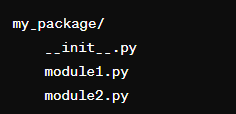 my_package/
    __init__.py
    module1.py
    module2.py